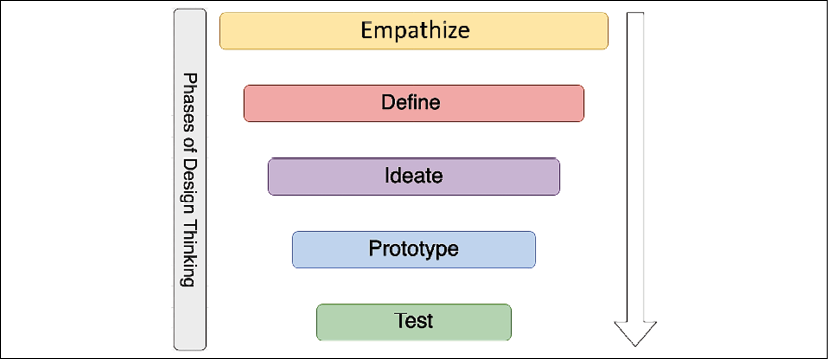 Phases of Design Thinking
Empathize
Define
Ideate
Prototype
Test